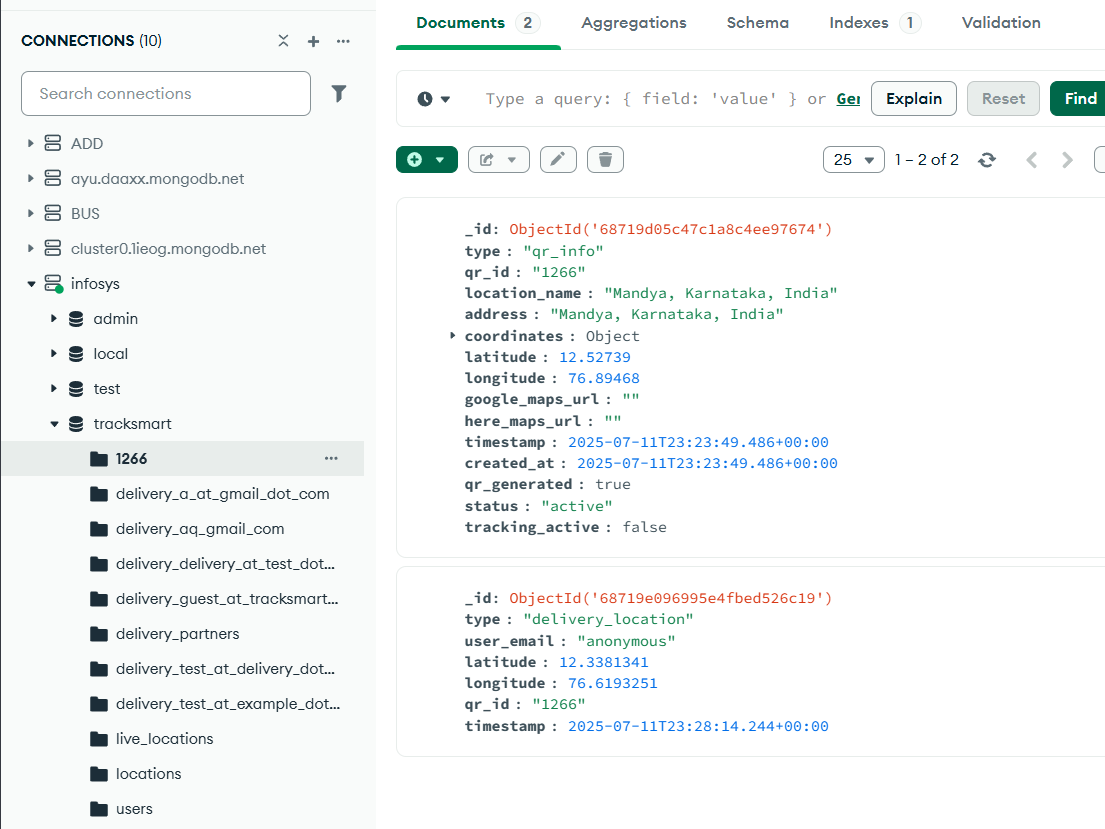 CONNECTIONS (10)
Search connections
ADD
ayu.daaxx.mongodb.net
BUS
cluster0.1ieog.mongodb.net
infosys
admin
local
test
tracksmart
1266
delivery_a_at_gmail_dot_com
delivery_aq_gmail_com
delivery_delivery_at_test_dot...
delivery_guest_at_tracksmart...
delivery_partners
delivery_test_at_delivery_dot...
delivery_test_at_example_dot...
live_locations
locations
users
Documents 2 Aggregations Schema Indexes 1 Validation
Type a query: { field: 'value' } or Ger Explain Reset Find
25 1 – 2 of 2
_id: ObjectId('68719d05c47c1a8c4ee97674')
type : "qr_info"
qr_id : "1266"
location_name : "Mandya, Karnataka, India"
address : "Mandya, Karnataka, India"
coordinates : Object
latitude : 12.52739
longitude : 76.89468
google_maps_url : ""
here_maps_url : ""
timestamp : 2025-07-11T23:23:49.486+00:00
created_at : 2025-07-11T23:23:49.486+00:00
qr_generated : true
status : "active"
tracking_active : false
_id: ObjectId('68719e096995e4fbed526c19')
type : "delivery_location"
user_email : "anonymous"
latitude : 12.3381341
longitude : 76.6193251
qr_id : "1266"
timestamp : 2025-07-11T23:28:14.244+00:00